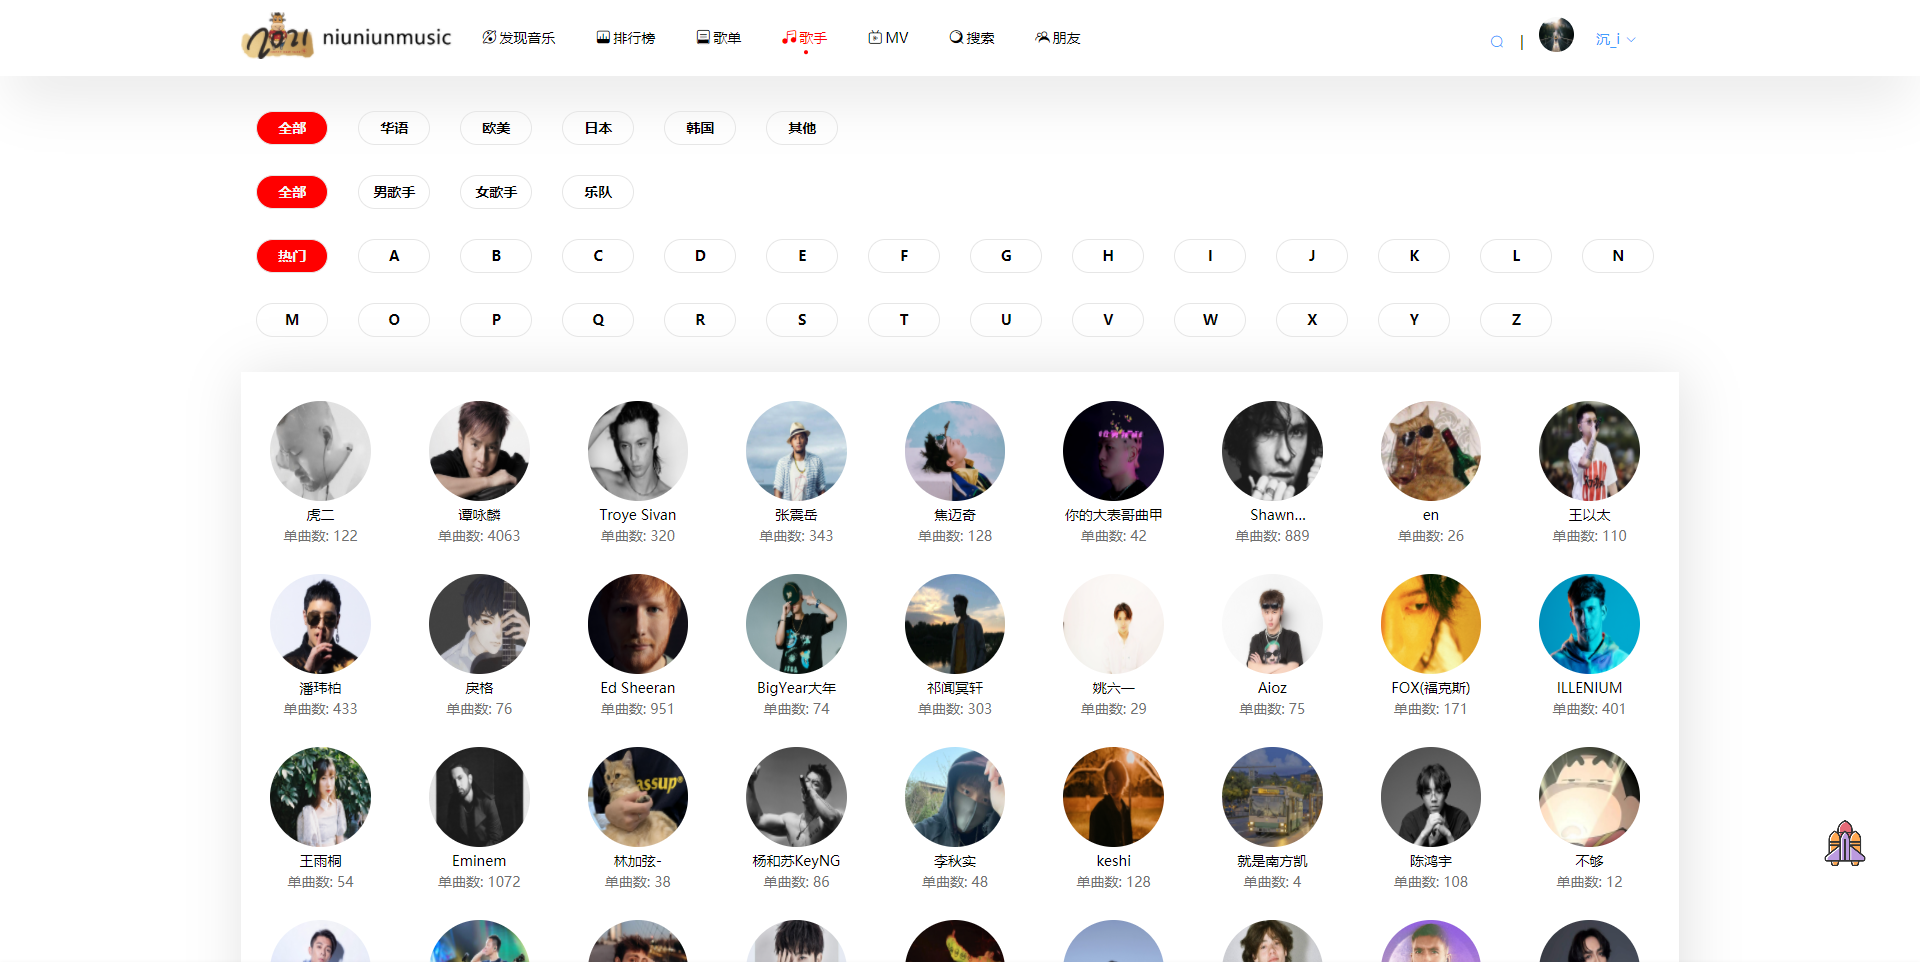 2021 niuniunmusic 发现音乐 排行榜 歌单 歌手 MV 搜索 朋友 | 沉_i
全部 华语 欧美 日本 韩国 其他
全部 男歌手 女歌手 乐队
热门 A B C D E F G H I J K L N
M O P Q R S T U V W X Y Z
虎二 谭咏麟 Troye Sivan 张震岳 焦迈奇 你的大表哥曲甲 Shawn... en 王以太
单曲数: 122 单曲数: 4063 单曲数: 320 单曲数: 343 单曲数: 128 单曲数: 42 单曲数: 889 单曲数: 26 单曲数: 110
潘玮柏 戾格 Ed Sheeran BigYear大年 祁闻冥轩 姚六一 Aioz FOX(福克斯) ILLENIUM
单曲数: 433 单曲数: 76 单曲数: 951 单曲数: 74 单曲数: 303 单曲数: 29 单曲数: 75 单曲数: 171 单曲数: 401
assup
王雨桐 Eminem 林加弦- 杨和苏KeyNG 李秋实 keshi 就是南方凯 陈鸿宇 不够
单曲数: 54 单曲数: 1072 单曲数: 38 单曲数: 86 单曲数: 48 单曲数: 128 单曲数: 4 单曲数: 108 单曲数: 12